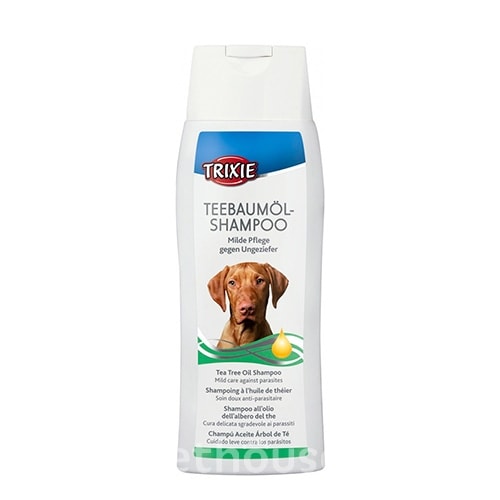 TRIXIE
TEEBAUMÖL-
SHAMPOO
Milde Pflege
gegen Ungeziefer
Tea Tree Oil Shampoo
Mild care against parasites
Shampoing à l'huile de théier
Soin doux anti-parasitaire
Shampoo all'olio
dell'albero del the
Cura delicata sgradevole ai parassiti
Champú Aceite Árbol de Té
Cuidado leve contra los parásitos